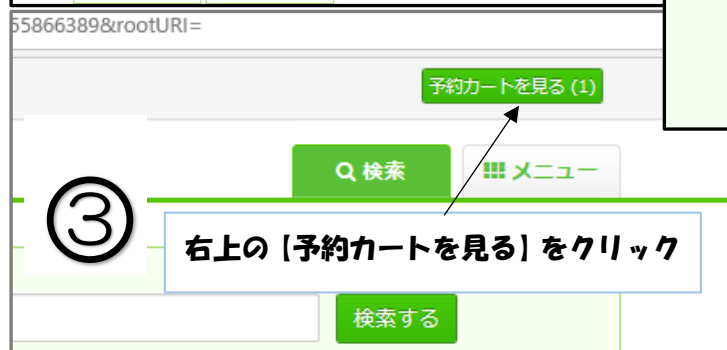 55866389&rootURI=
予約カートを見る (1)
検索
メニュー
③
右上の【予約カートを見る】をクリック
検索する